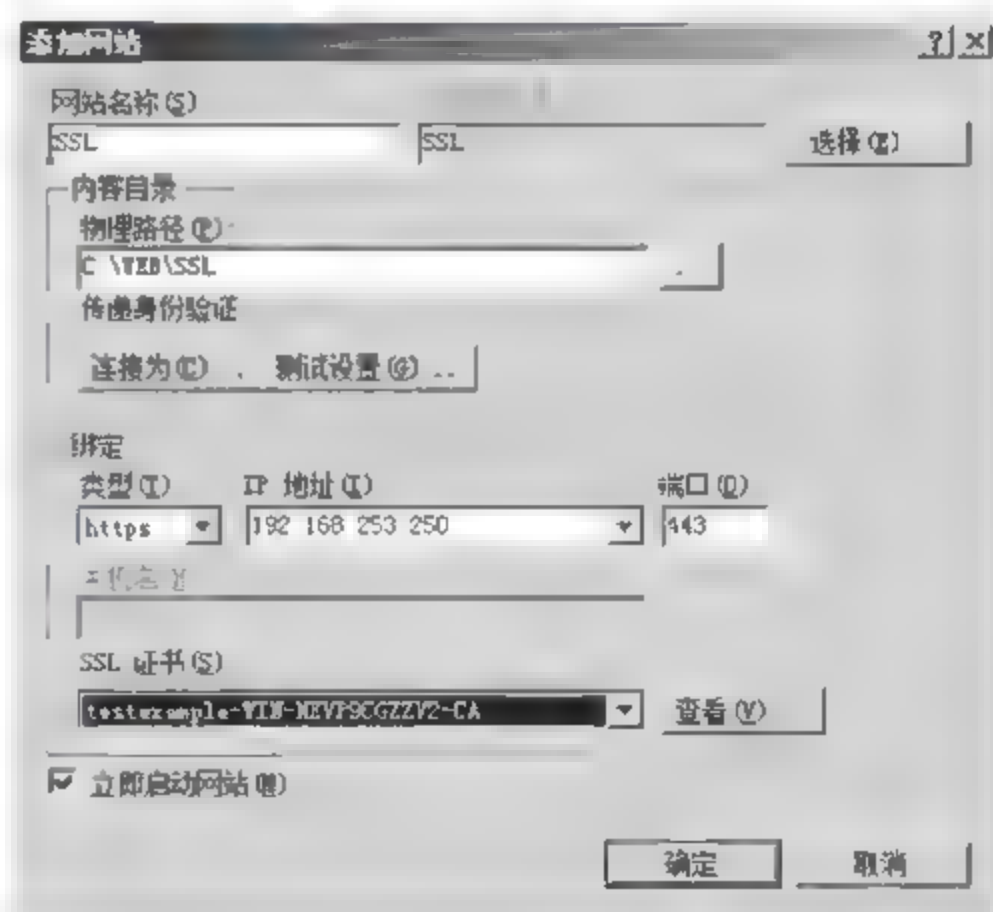 添加网站
网站名称(S)
SSL SSL 选择(E)
内容目录
物理路径(P)
C \WEB\SSL
传递身份验证
连接为(C) . 测试设置(G) ..
绑定
类型(T) IP 地址(I) 端口(O)
https 192 168 253 250 443
SSL 证书(S)
查看(V)
立即启动网站(M)
确定 取消